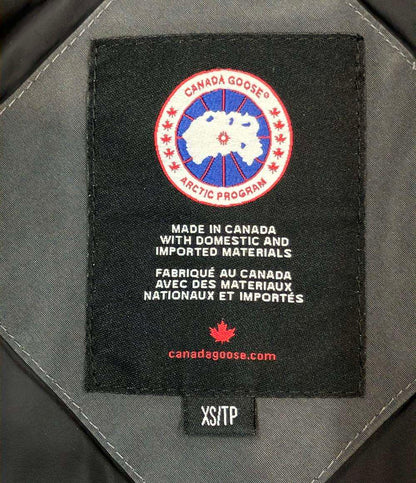 CANADA GOOSE®
ARCTIC PROGRAM
MADE IN CANADA
WITH DOMESTIC AND
IMPORTED MATERIALS
FABRIQUÉ AU CANADA
AVEC DES MATERIAUX
NATIONAUX ET IMPORTÉS
canadagoose.com
XS/TP